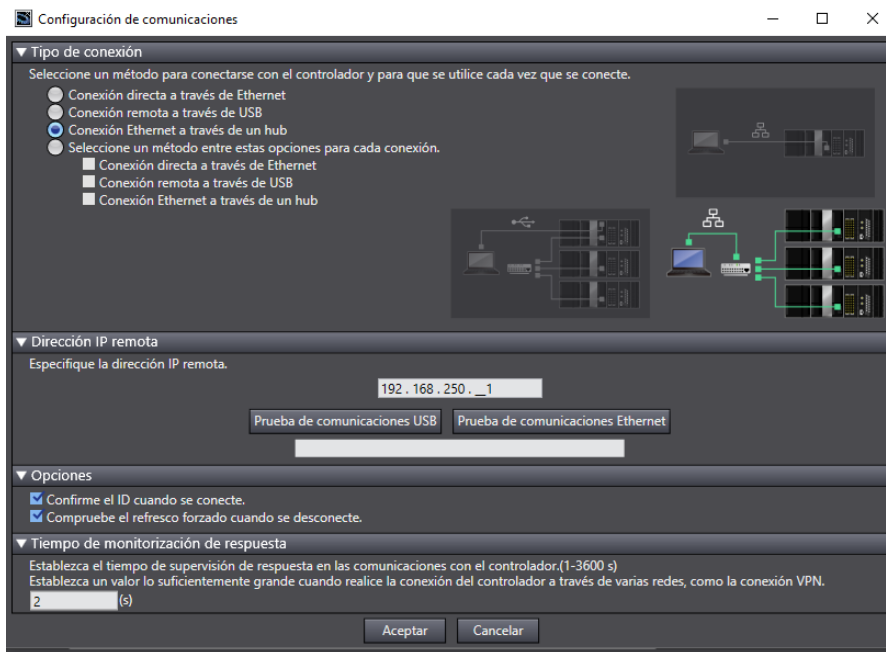 Configuración de comunicaciones
▼ Tipo de conexión
Seleccione un método para conectarse con el controlador y para que se utilice cada vez que se conecte.
Conexión directa a través de Ethernet
Conexión remota a través de USB
Conexión Ethernet a través de un hub
Seleccione un método entre estas opciones para cada conexión.
Conexión directa a través de Ethernet
Conexión remota a través de USB
Conexión Ethernet a través de un hub
▼ Dirección IP remota
Especifique la dirección IP remota.
192 . 168 . 250 . __1
Prueba de comunicaciones USB Prueba de comunicaciones Ethernet
▼ Opciones
Confirme el ID cuando se conecte.
Compruebe el refresco forzado cuando se desconecte.
▼ Tiempo de monitorización de respuesta
Establezca el tiempo de supervisión de respuesta en las comunicaciones con el controlador.(1-3600 s)
Establezca un valor lo suficientemente grande cuando realice la conexión del controlador a través de varias redes, como la conexión VPN.
2 (s)
Aceptar Cancelar